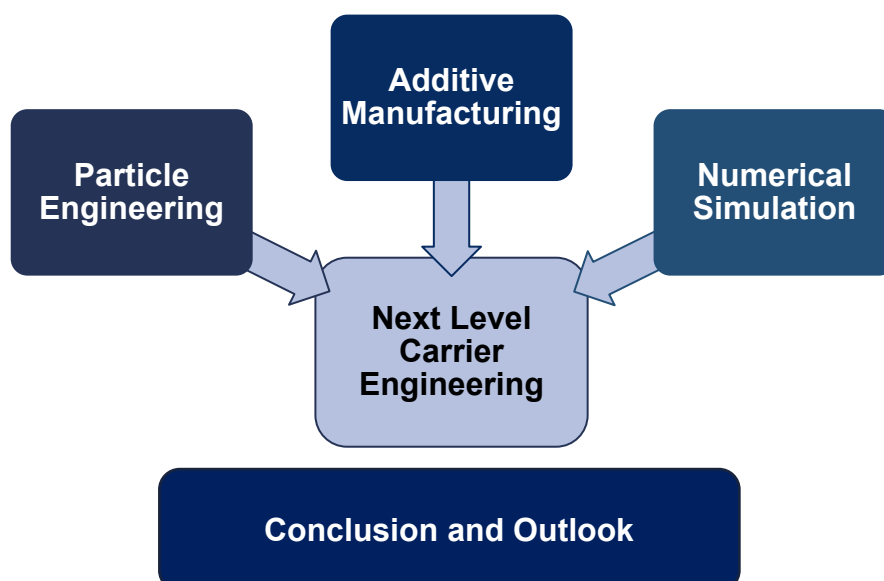 Additive
Manufacturing
Particle
Engineering
Numerical
Simulation
Next Level
Carrier
Engineering
Conclusion and Outlook